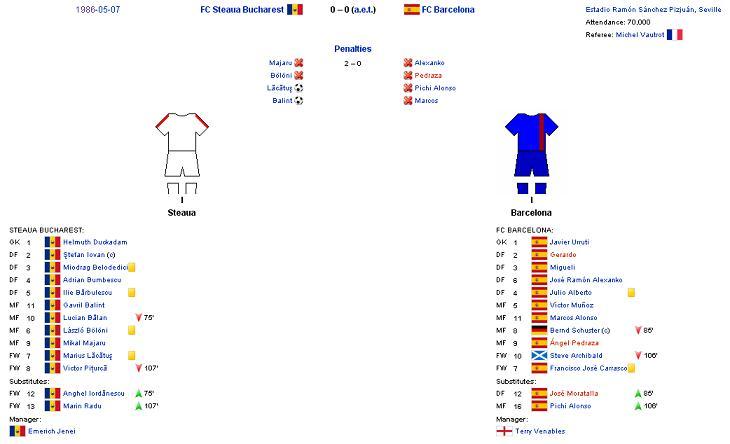 1986-05-07 FC Steaua Bucharest 0 – 0 (a.e.t.) FC Barcelona Estadio Ramón Sánchez Pizjuán, Seville
Attendance: 70,000
Referee: Michel Vautrot
Penalties
Majaru 2 – 0 Alexanko
Bölöni Pedraza
Lăcătuş Pichi Alonso
Balint Marcos
Steaua Barcelona
STEAUA BUCHAREST:
GK 1 Helmuth Duckadam
DF 2 Ştefan Iovan (c)
DF 3 Miodrag Belodedici
DF 4 Adrian Bumbescu
DF 5 Ilie Bărbulescu
MF 11 Gavril Balint
MF 10 Lucian Bălan 75'
MF 6 László Bölöni
MF 9 Mihai Majaru
FW 7 Marius Lăcătuş
FW 8 Victor Piţurcă 107'
Substitutes:
FW 12 Anghel Iordănescu 75'
FW 13 Marin Radu 107'
Manager:
Emerich Jenei
FC BARCELONA:
GK 1 Javier Urruti
DF 2 Gerardo
DF 3 Migueli
DF 6 José Ramón Alexanko
DF 4 Julio Alberto
MF 5 Víctor Muñoz
MF 11 Marcos Alonso
MF 8 Bernd Schuster (c) 85'
MF 9 Ángel Pedraza
FW 10 Steve Archibald 106'
FW 7 Francisco José Carrasco
Substitutes:
DF 12 José Moratalla 85'
MF 16 Pichi Alonso 106'
Manager:
Terry Venables